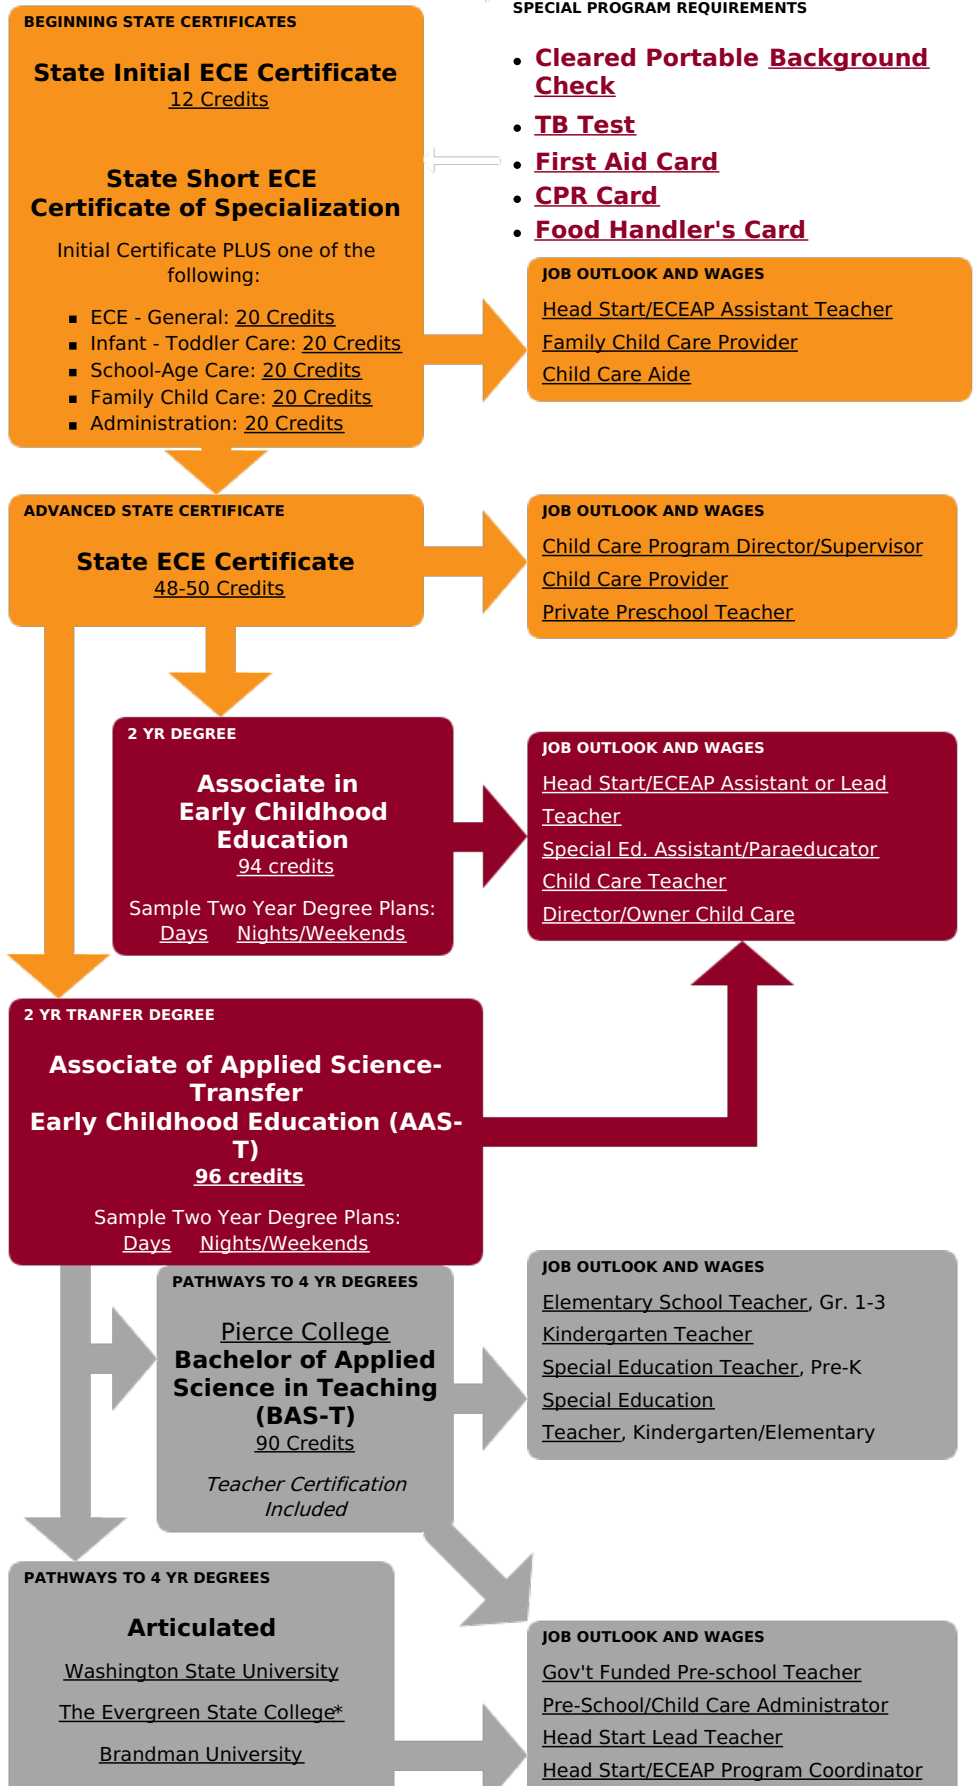 BEGINNING STATE CERTIFICATES
State Initial ECE Certificate
12 Credits
State Short ECE
Certificate of Specialization
Initial Certificate PLUS one of the
following:
▪ ECE - General: 20 Credits
▪ Infant - Toddler Care: 20 Credits
▪ School-Age Care: 20 Credits
▪ Family Child Care: 20 Credits
▪ Administration: 20 Credits
SPECIAL PROGRAM REQUIREMENTS
• Cleared Portable Background
Check
• TB Test
• First Aid Card
• CPR Card
• Food Handler's Card
JOB OUTLOOK AND WAGES
Head Start/ECEAP Assistant Teacher
Family Child Care Provider
Child Care Aide
ADVANCED STATE CERTIFICATE
State ECE Certificate
48-50 Credits
JOB OUTLOOK AND WAGES
Child Care Program Director/Supervisor
Child Care Provider
Private Preschool Teacher
2 YR DEGREE
Associate in
Early Childhood
Education
94 credits
Sample Two Year Degree Plans:
Days Nights/Weekends
JOB OUTLOOK AND WAGES
Head Start/ECEAP Assistant or Lead
Teacher
Special Ed. Assistant/Paraeducator
Child Care Teacher
Director/Owner Child Care
2 YR TRANFER DEGREE
Associate of Applied Science-
Transfer
Early Childhood Education (AAS-
T)
96 credits
Sample Two Year Degree Plans:
Days Nights/Weekends
PATHWAYS TO 4 YR DEGREES
Pierce College
Bachelor of Applied
Science in Teaching
(BAS-T)
90 Credits
Teacher Certification
Included
JOB OUTLOOK AND WAGES
Elementary School Teacher, Gr. 1-3
Kindergarten Teacher
Special Education Teacher, Pre-K
Special Education
Teacher, Kindergarten/Elementary
PATHWAYS TO 4 YR DEGREES
Articulated
Washington State University
The Evergreen State College*
Brandman University
JOB OUTLOOK AND WAGES
Gov't Funded Pre-school Teacher
Pre-School/Child Care Administrator
Head Start Lead Teacher
Head Start/ECEAP Program Coordinator